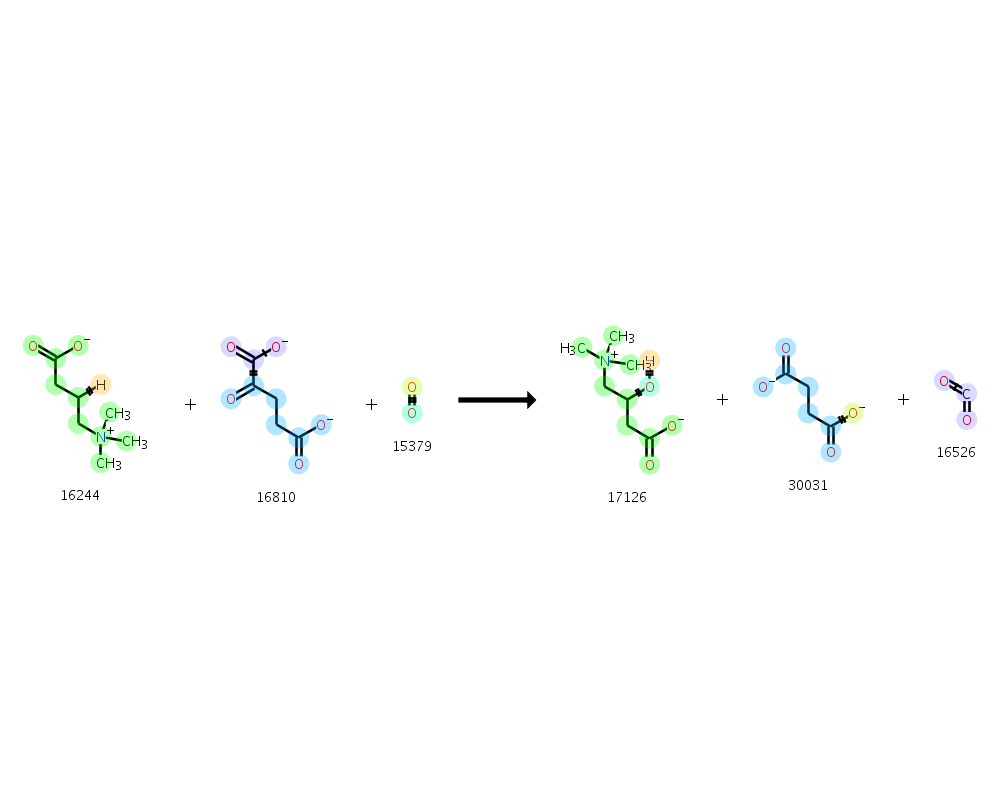 O O⁻ H CH₃ N⁺ CH₃ CH₃
16244
+
O O⁻ O O⁻ O
16810
+
O O
15379
CH₃ H₃C N⁺ CH₃ H O O⁻ O
17126
+
O O⁻ O⁻ O
30031
+
O C O
16526